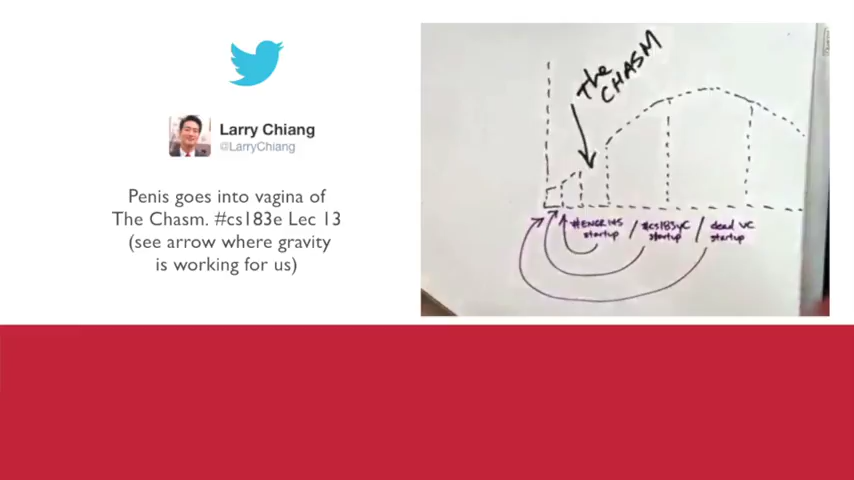 Larry Chiang
@LarryChiang
Penis goes into vagina of
The Chasm. #cs183e Lec 13
(see arrow where gravity
is working for us)
The
CHASM
#ENGR145 / #cs183yC / dead VC
startup startup startup